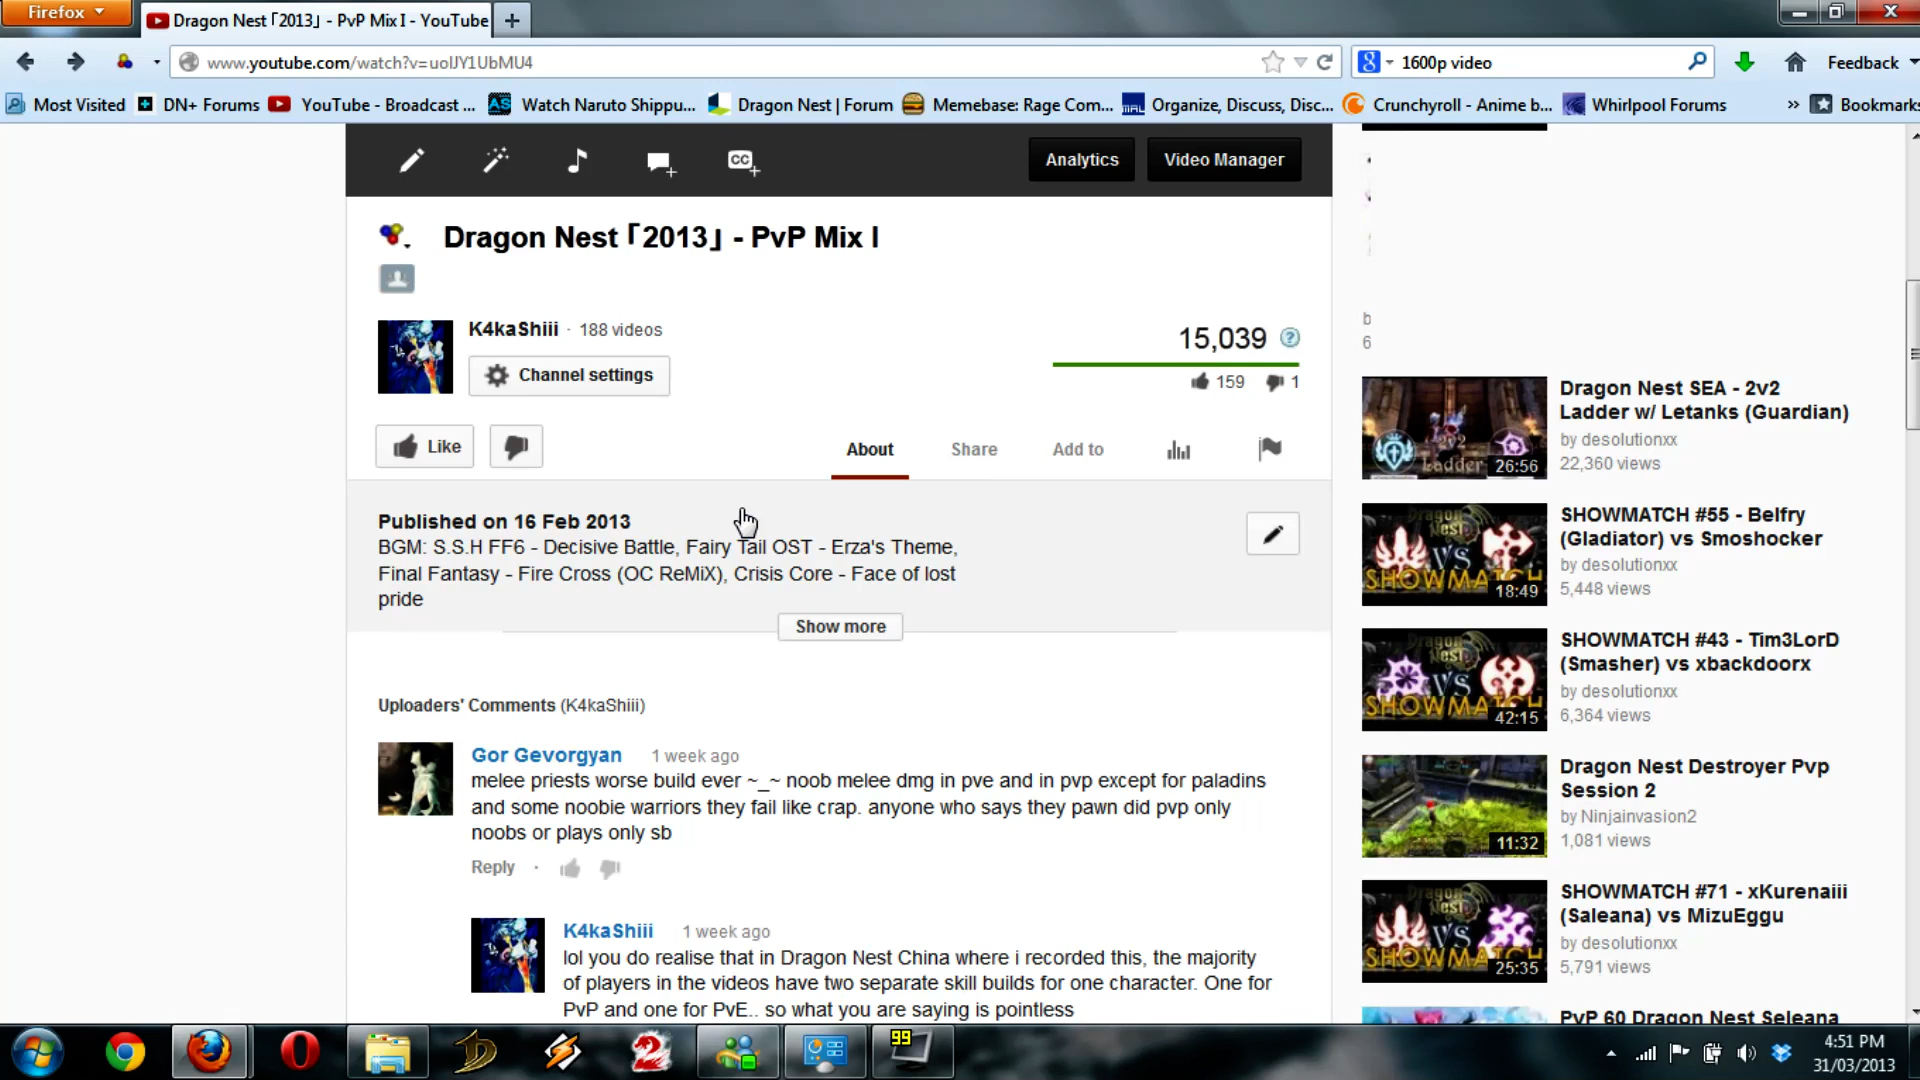 Firefox
Dragon Nest 「2013」 - PvP Mix I - YouTube
www.youtube.com/watch?v=uolJY1UbMU4
1600p video
Feedback
Most Visited
DN+ Forums
YouTube - Broadcast ...
Watch Naruto Shippu...
Dragon Nest | Forum
Memebase: Rage Com...
Organize, Discuss, Disc...
Crunchyroll - Anime b...
Whirlpool Forums
»
Bookmarks
CC
Analytics
Video Manager
Dragon Nest「2013」- PvP Mix I
K4kaShiii · 188 videos
Channel settings
15,039
159
1
Like
About
Share
Add to
Published on 16 Feb 2013
BGM: S.S.H FF6 - Decisive Battle, Fairy Tail OST - Erza's Theme,
Final Fantasy - Fire Cross (OC ReMiX), Crisis Core - Face of lost
pride
Show more
Uploaders' Comments (K4kaShiii)
Gor Gevorgyan 1 week ago
melee priests worse build ever ~_~ noob melee dmg in pve and in pvp except for paladins
and some noobie warriors they fail like crap. anyone who says they pawn did pvp only
noobs or plays only sb
Reply ·
K4kaShiii 1 week ago
lol you do realise that in Dragon Nest China where i recorded this, the majority
of players in the videos have two separate skill builds for one character. One for
PvP and one for PvE.. so what you are saying is pointless
b
6
Dragon Nest SEA - 2v2
Ladder w/ Letanks (Guardian)
by desolutionxx
22,360 views
2v2
Ladder
26:56
SHOWMATCH #55 - Belfry
(Gladiator) vs Smoshocker
by desolutionxx
5,448 views
VS
18:49
SHOWMATCH #43 - Tim3LorD
(Smasher) vs xbackdoorx
by desolutionxx
6,364 views
VS
42:15
Dragon Nest Destroyer Pvp
Session 2
by Ninjainvasion2
1,081 views
11:32
SHOWMATCH #71 - xKurenaiii
(Saleana) vs MizuEggu
by desolutionxx
5,791 views
VS
25:35
PvP 60 Dragon Nest Seleana
99
4:51 PM
31/03/2013